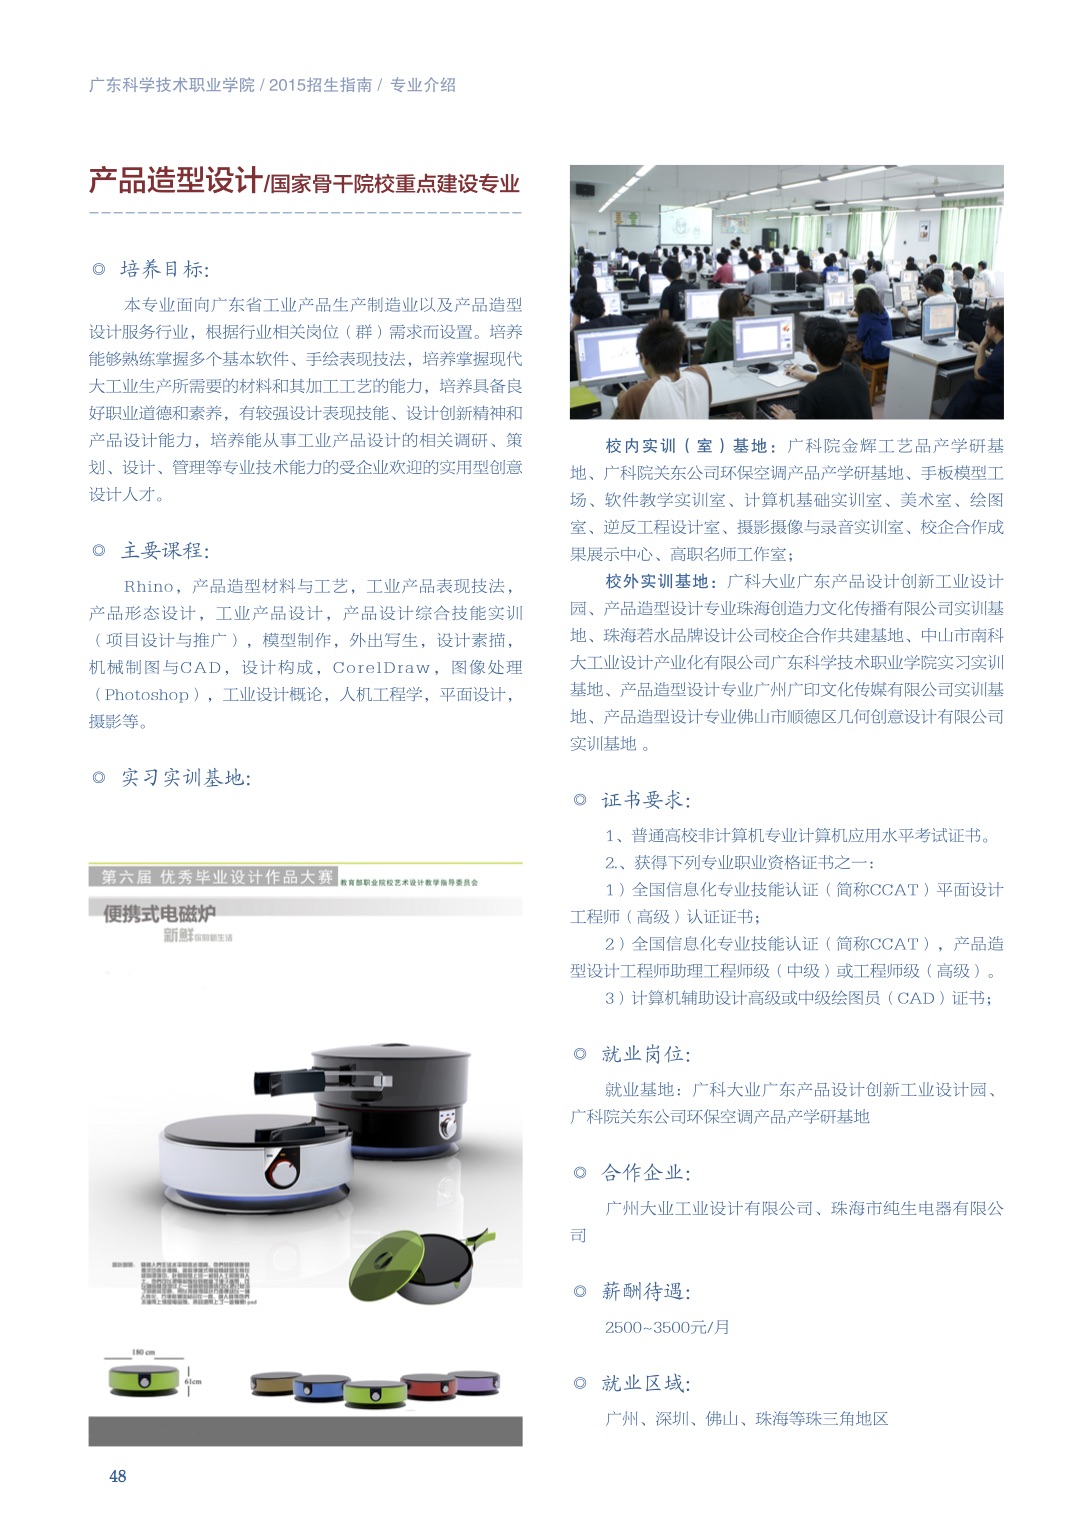 广东科学技术职业学院 / 2015招生指南 / 专业介绍
产品造型设计/国家骨干院校重点建设专业
◎ 培养目标：
本专业面向广东省工业产品生产制造业以及产品造型
设计服务行业，根据行业相关岗位（群）需求而设置。培养
能够熟练掌握多个基本软件、手绘表现技法，培养掌握现代
大工业生产所需要的材料和其加工工艺的能力，培养具备良
好职业道德和素养，有较强设计表现技能、设计创新精神和
产品设计能力，培养能从事工业产品设计的相关调研、策
划、设计、管理等专业技术能力的受企业欢迎的实用型创意
设计人才。
◎ 主要课程：
Rhino，产品造型材料与工艺，工业产品表现技法，
产品形态设计，工业产品设计，产品设计综合技能实训
（项目设计与推广），模型制作，外出写生，设计素描，
机械制图与CAD，设计构成，CorelDraw，图像处理
（Photoshop），工业设计概论，人机工程学，平面设计，
摄影等。
◎ 实习实训基地：
第六届 优秀毕业设计作品大赛 教育部职业院校艺术设计教学指导委员会
便携式电磁炉
新鲜
180 cm
61cm
校内实训（室）基地：广科院金辉工艺品产学研基
地、广科院关东公司环保空调产品产学研基地、手板模型工
场、软件教学实训室、计算机基础实训室、美术室、绘图
室、逆反工程设计室、摄影摄像与录音实训室、校企合作成
果展示中心、高职名师工作室；
校外实训基地：广科大业广东产品设计创新工业设计
园、产品造型设计专业珠海创造力文化传播有限公司实训基
地、珠海若水品牌设计公司校企合作共建基地、中山市南科
大工业设计产业化有限公司广东科学技术职业学院实习实训
基地、产品造型设计专业广州广印文化传媒有限公司实训基
地、产品造型设计专业佛山市顺德区几何创意设计有限公司
实训基地 。
◎ 证书要求：
1、普通高校非计算机专业计算机应用水平考试证书。
2.、获得下列专业职业资格证书之一：
1）全国信息化专业技能认证（简称CCAT）平面设计
工程师（高级）认证证书；
2）全国信息化专业技能认证（简称CCAT），产品造
型设计工程师助理工程师级（中级）或工程师级（高级）。
3）计算机辅助设计高级或中级绘图员（CAD）证书；
◎ 就业岗位：
就业基地：广科大业广东产品设计创新工业设计园、
广科院关东公司环保空调产品产学研基地
◎ 合作企业：
广州大业工业设计有限公司、珠海市纯生电器有限公
司
◎ 薪酬待遇：
2500~3500元/月
◎ 就业区域：
广州、深圳、佛山、珠海等珠三角地区
48